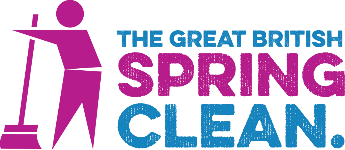 THE GREAT BRITISH
SPRING
CLEAN.